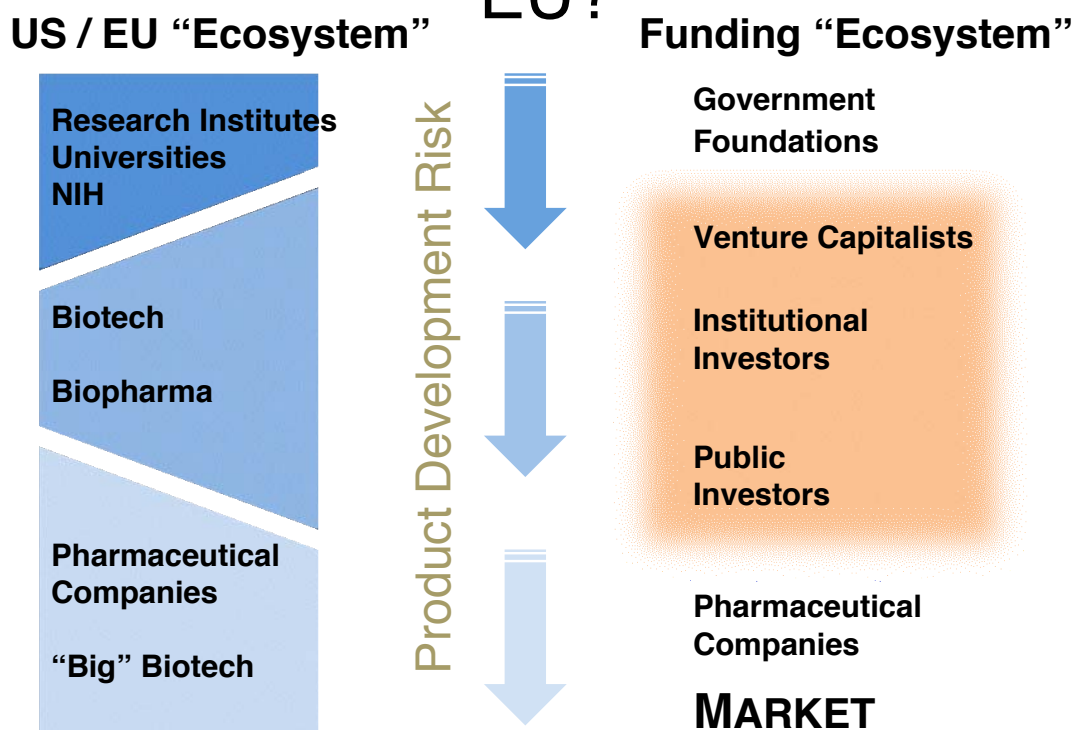 EU?
US / EU “Ecosystem”
Research Institutes
Universities
NIH
Biotech
Biopharma
Pharmaceutical
Companies
“Big” Biotech
Product Development Risk
Funding “Ecosystem”
Government
Foundations
Venture Capitalists
Institutional
Investors
Public
Investors
Pharmaceutical
Companies
MARKET